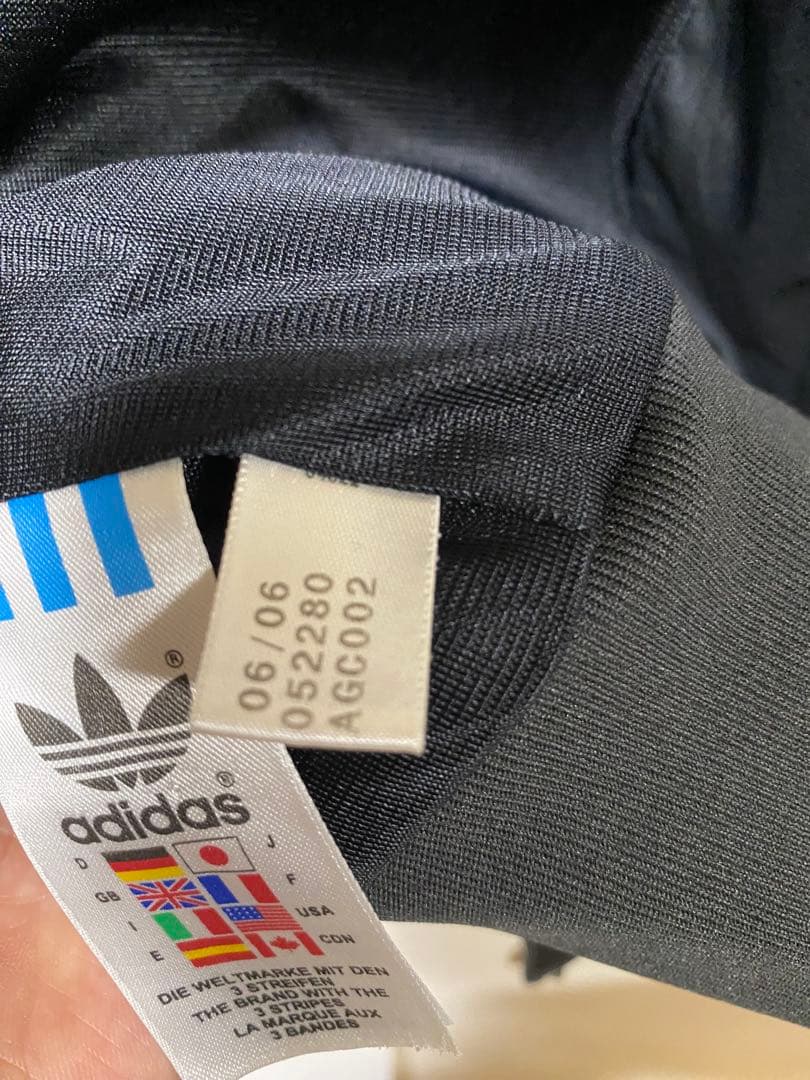 06/06
052280
AGC002
®
adidas®
D J
GB F
I USA
E CDN
DIE WELTMARKE MIT DEN
3 STREIFEN
THE BRAND WITH THE
3 STRIPES
LA MARQUE AUX
3 BANDES